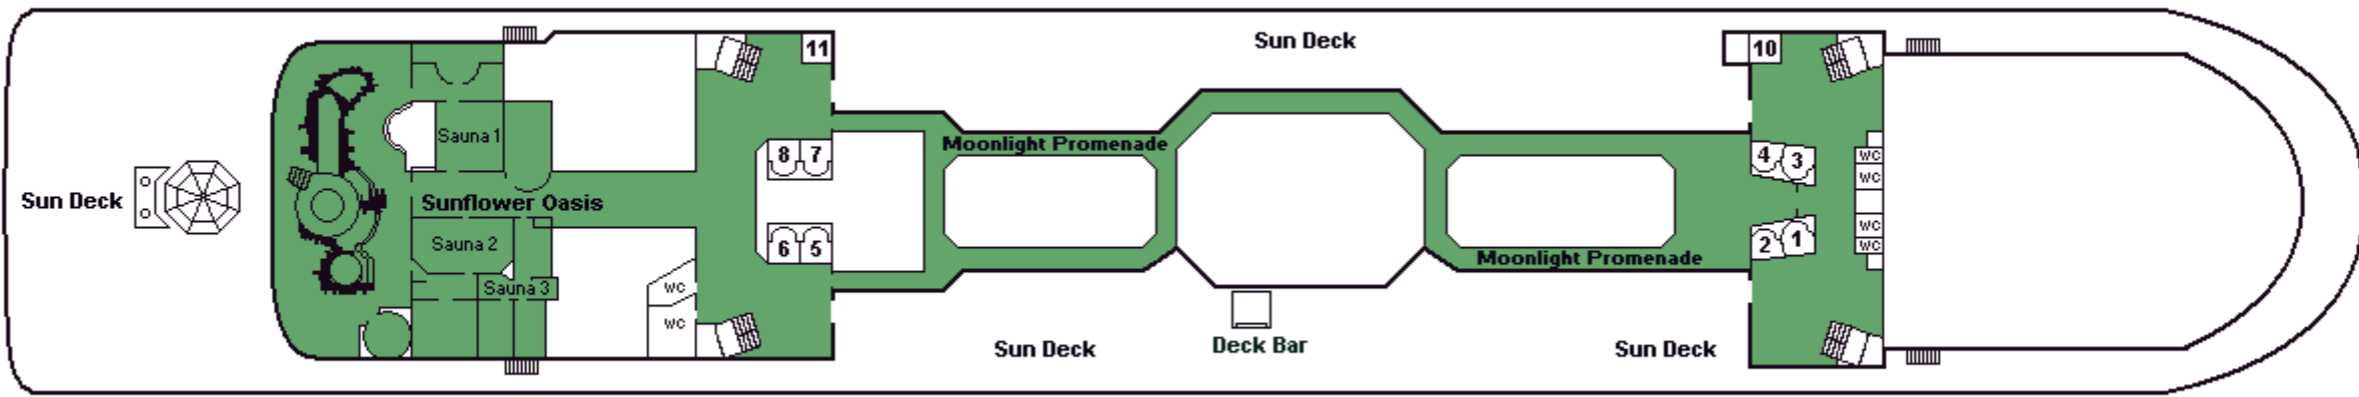 Sun Deck
11
10
Sauna 1
Moonlight Promenade
8 7
4 3
WC
WC
Sun Deck
Sunflower Oasis
WC
WC
Sauna 2
6 5
2 1
Moonlight Promenade
Sauna 3
WC
WC
Sun Deck
Deck Bar
Sun Deck